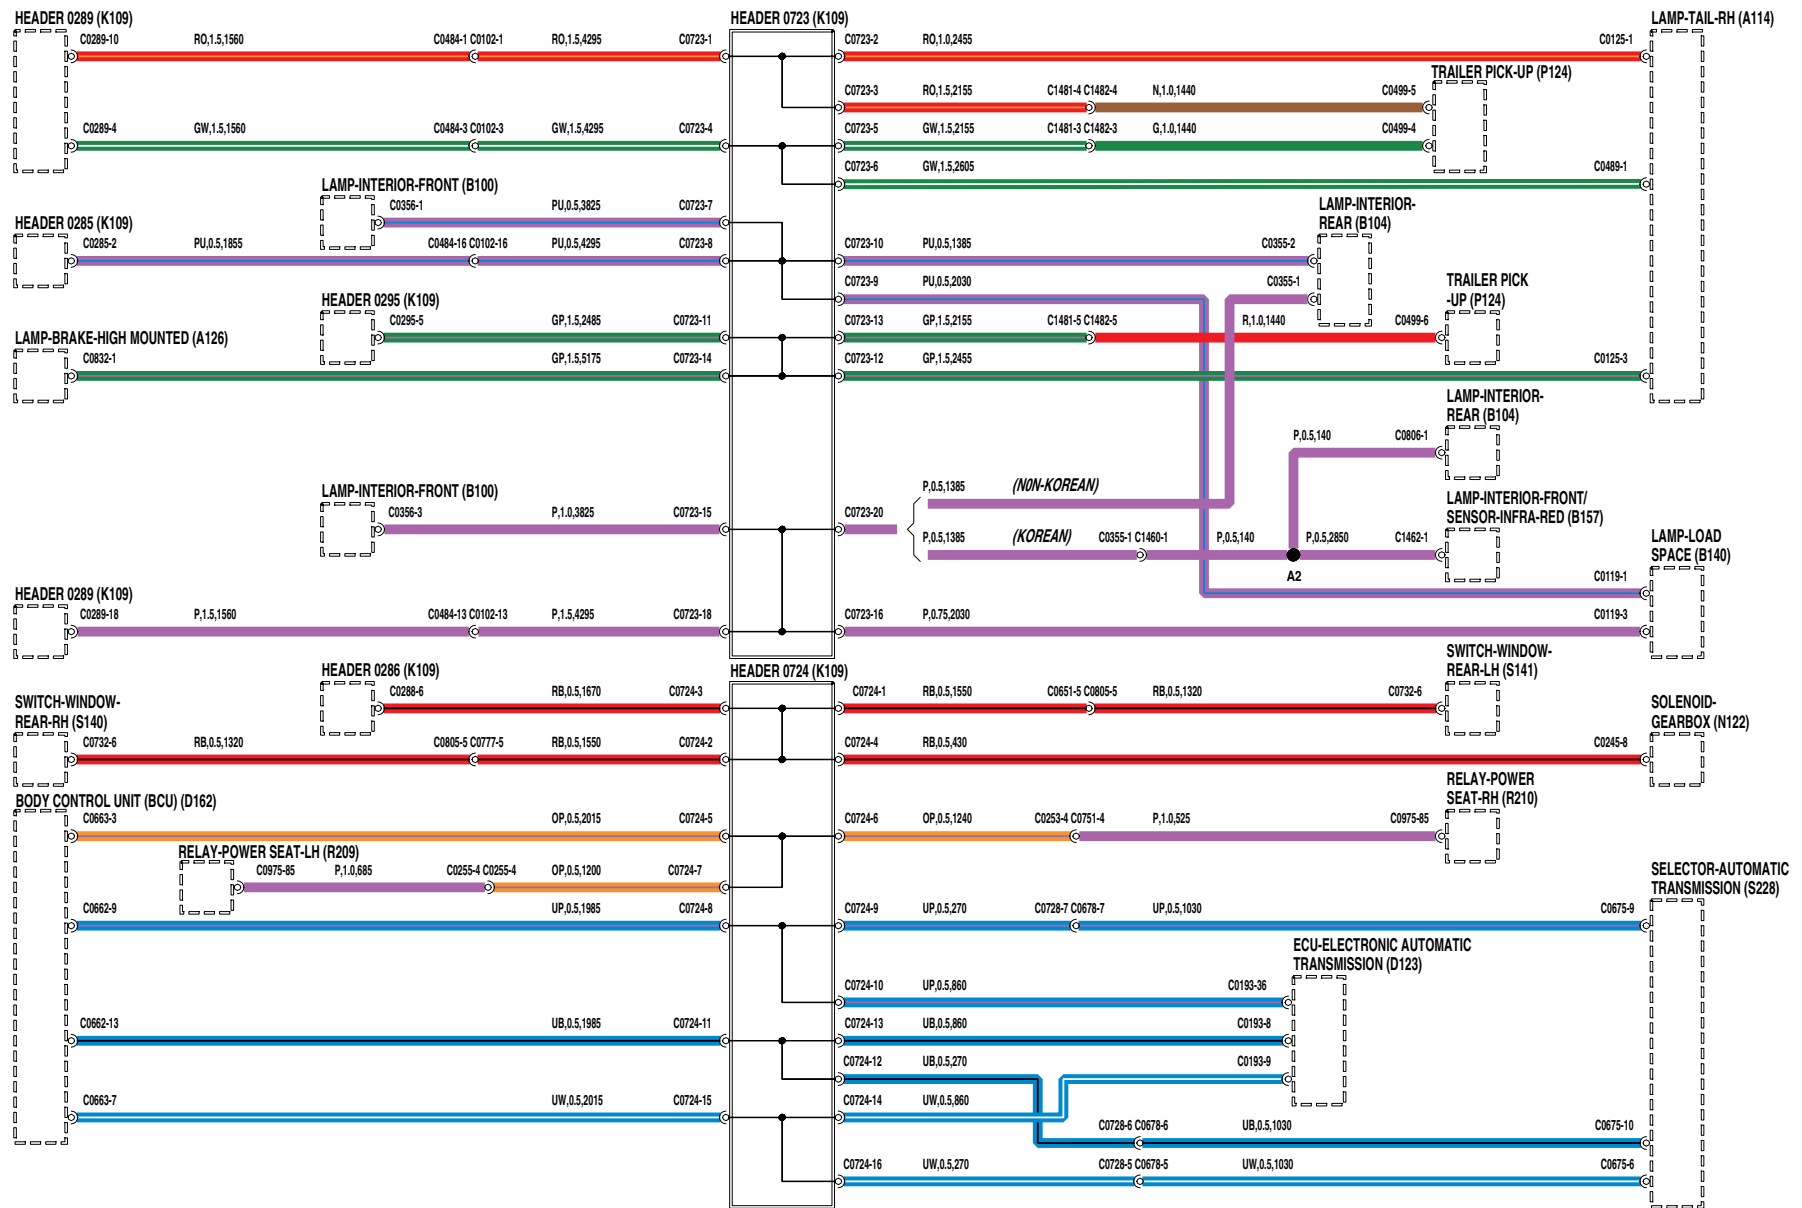 HEADER 0289 (K109)
HEADER 0723 (K109)
LAMP-TAIL-RH (A114)
C0289-10 RO,1.5,1560 C0484-1 C0102-1 RO,1.5,4295 C0723-1
C0723-2 RO,1.0,2455 C0125-1
TRAILER PICK-UP (P124)
C0723-3 RO,1.5,2155 C1481-4 C1482-4 N,1.0,1440 C0499-5
C0289-4 GW,1.5,1560 C0484-3 C0102-3 GW,1.5,4295 C0723-4
C0723-5 GW,1.5,2155 C1481-3 C1482-3 G,1.0,1440 C0499-4
C0723-6 GW,1.5,2605 C0489-1
LAMP-INTERIOR-FRONT (B100)
C0356-1 PU,0.5,3825 C0723-7
LAMP-INTERIOR-
REAR (B104)
HEADER 0285 (K109)
C0285-2 PU,0.5,1855 C0484-16 C0102-16 PU,0.5,4295 C0723-8
C0723-10 PU,0.5,1385 C0355-2
C0723-9 PU,0.5,2030 C0355-1
TRAILER PICK
-UP (P124)
HEADER 0295 (K109)
C0295-5 GP,1.5,2485 C0723-11
C0723-13 GP,1.5,2155 C1481-5 C1482-5 R,1.0,1440 C0499-6
LAMP-BRAKE-HIGH MOUNTED (A126)
C0832-1 GP,1.5,5175 C0723-14
C0723-12 GP,1.5,2455 C0125-3
LAMP-INTERIOR-
REAR (B104)
P,0.5,140 C0806-1
LAMP-INTERIOR-FRONT (B100)
P,0.5,1385 (N0N-KOREAN)
LAMP-INTERIOR-FRONT/
SENSOR-INFRA-RED (B157)
C0356-3 P,1.0,3825 C0723-15
C0723-20
P,0.5,1385 (KOREAN) C0355-1 C1460-1 P,0.5,140 P,0.5,2850 C1462-1
A2
LAMP-LOAD
SPACE (B140)
C0119-1
HEADER 0289 (K109)
C0289-18 P,1.5,1560 C0484-13 C0102-13 P,1.5,4295 C0723-18
C0723-16 P,0.75,2030 C0119-3
HEADER 0286 (K109)
HEADER 0724 (K109)
SWITCH-WINDOW-
REAR-LH (S141)
C0288-6 RB,0.5,1670 C0724-3
C0724-1 RB,0.5,1550 C0651-5 C0805-5 RB,0.5,1320 C0732-6
SWITCH-WINDOW-
REAR-RH (S140)
SOLENOID-
GEARBOX (N122)
C0732-6 RB,0.5,1320 C0805-5 C0777-5 RB,0.5,1550 C0724-2
C0724-4 RB,0.5,430 C0245-8
RELAY-POWER
SEAT-RH (R210)
BODY CONTROL UNIT (BCU) (D162)
C0663-3 OP,0.5,2015 C0724-5
C0724-6 OP,0.5,1240 C0253-4 C0751-4 P,1.0,525 C0975-85
RELAY-POWER SEAT-LH (R209)
C0975-85 P,1.0,685 C0255-4 C0255-4 OP,0.5,1200 C0724-7
SELECTOR-AUTOMATIC
TRANSMISSION (S228)
C0662-9 UP,0.5,1985 C0724-8
C0724-9 UP,0.5,270 C0728-7 C0678-7 UP,0.5,1030 C0675-9
ECU-ELECTRONIC AUTOMATIC
TRANSMISSION (D123)
C0724-10 UP,0.5,860 C0193-36
C0662-13 UB,0.5,1985 C0724-11
C0724-13 UB,0.5,860 C0193-8
C0724-12 UB,0.5,270 C0193-9
C0663-7 UW,0.5,2015 C0724-15
C0724-14 UW,0.5,860
C0728-6 C0678-6 UB,0.5,1030 C0675-10
C0724-16 UW,0.5,270 C0728-5 C0678-5 UW,0.5,1030 C0675-6